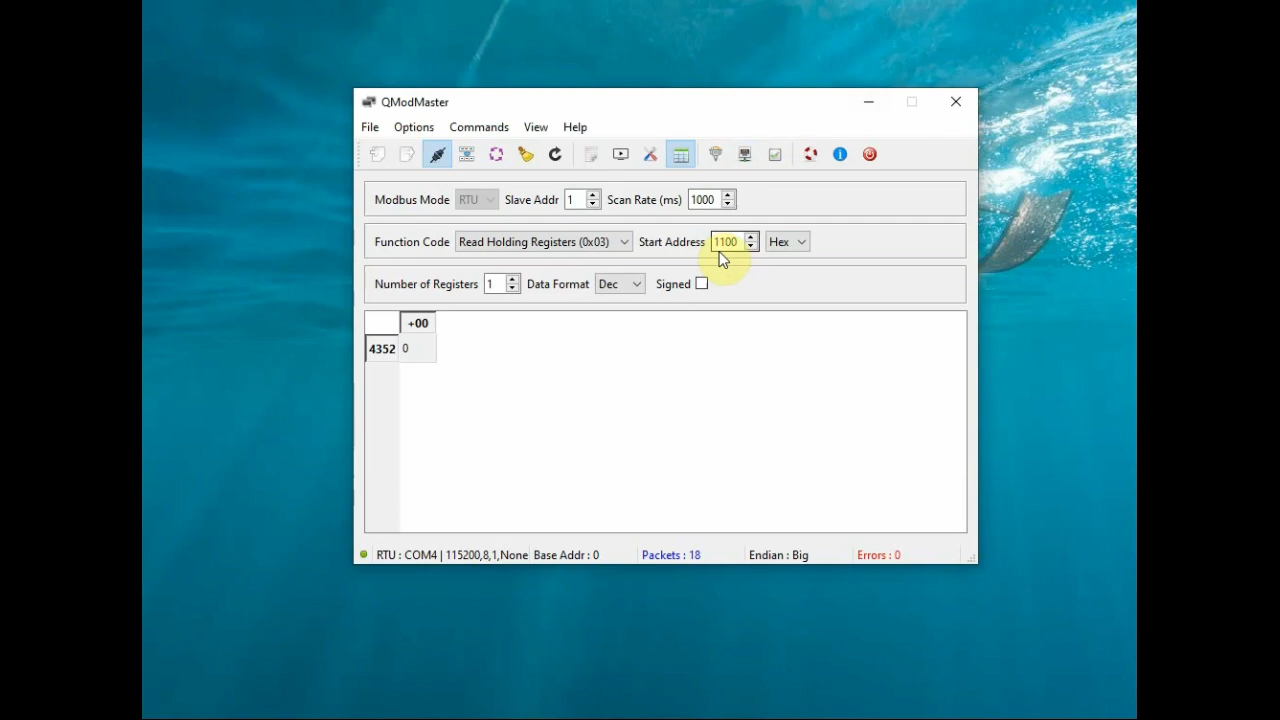 QModMaster
File Options Commands View Help
Modbus Mode RTU Slave Addr 1 Scan Rate (ms) 1000
Function Code Read Holding Registers (0x03) Start Address 1100 Hex
Number of Registers 1 Data Format Dec Signed
+00
4352 0
RTU : COM4 | 115200,8,1,None Base Addr : 0 Packets : 18 Endian : Big Errors : 0